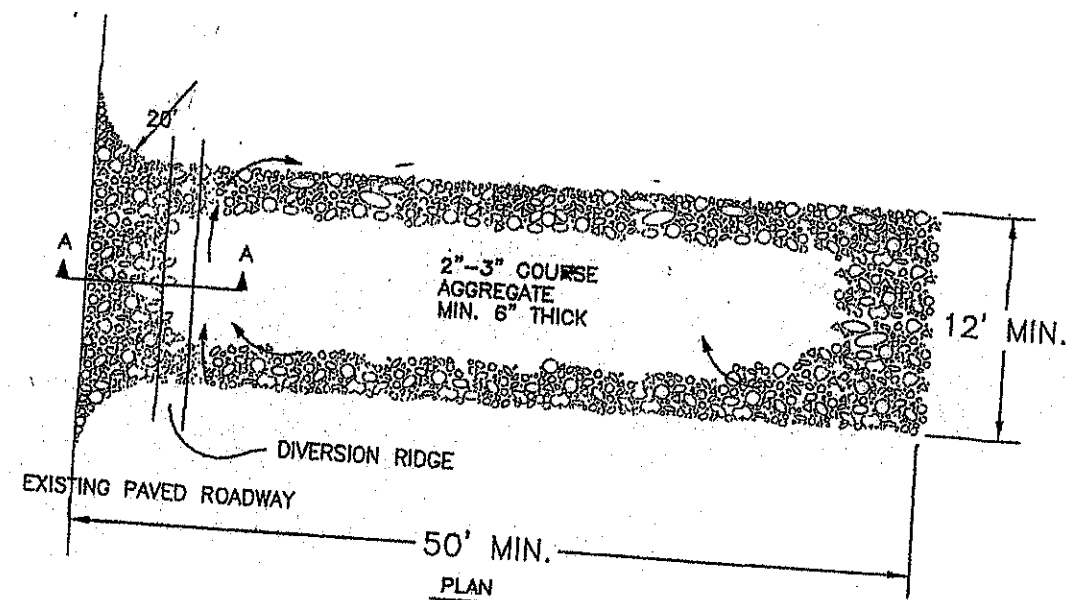 20'
A
A
2"-3" COURSE
AGGREGATE
MIN. 6" THICK
12' MIN.
DIVERSION RIDGE
EXISTING PAVED ROADWAY
50' MIN.
PLAN